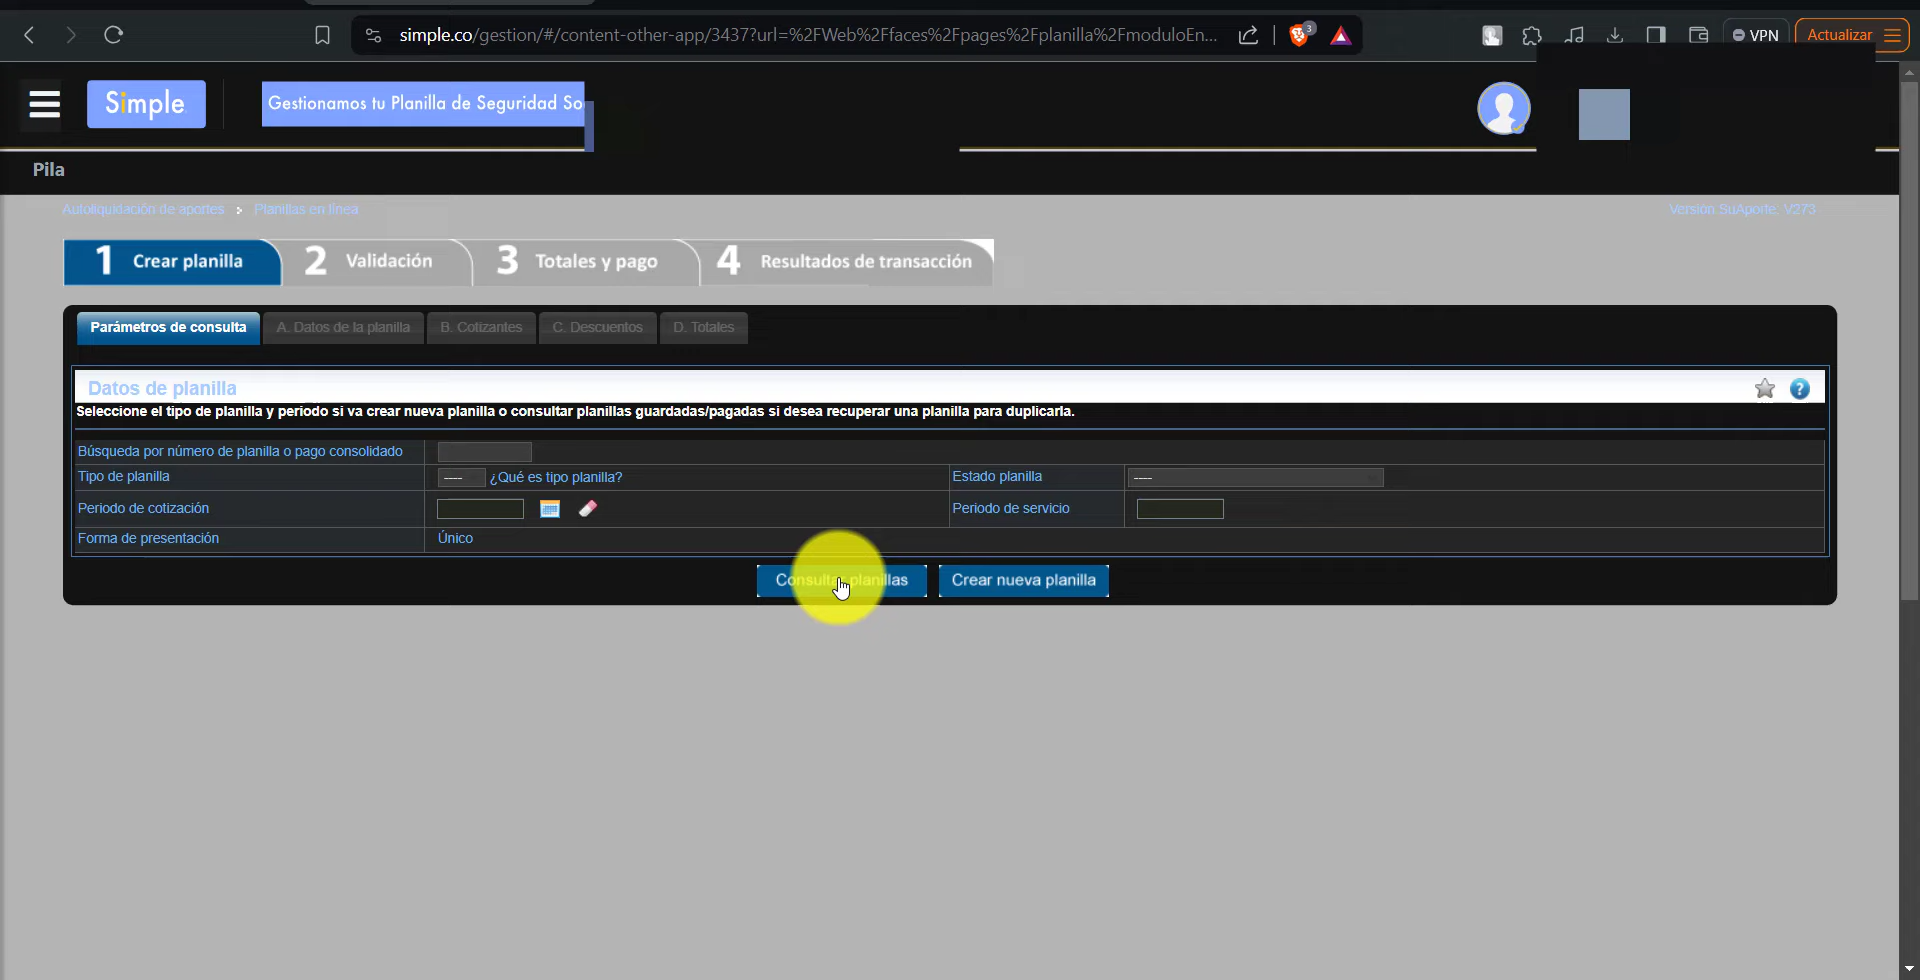 simple.co/gestion/#/content-other-app/3437?url=%2FWeb%2Ffaces%2Fpages%2Fplanilla%2FmoduloEn...
3
VPN
Actualizar
Simple
Gestionamos tu Planilla de Seguridad So
Pila
Autoliquidación de aportes
Planillas en línea
Versión SuAporte: V273
1 Crear planilla
2 Validación
3 Totales y pago
4 Resultados de transacción
Parámetros de consulta
A. Datos de la planilla
B. Cotizantes
C. Descuentos
D. Totales
Datos de planilla
?
Seleccione el tipo de planilla y periodo si va crear nueva planilla o consultar planillas guardadas/pagadas si desea recuperar una planilla para duplicarla.
Búsqueda por número de planilla o pago consolidado
Tipo de planilla
----
¿Qué es tipo planilla?
Estado planilla
----
Periodo de cotización
Periodo de servicio
Forma de presentación
Único
Consultar planillas
Crear nueva planilla